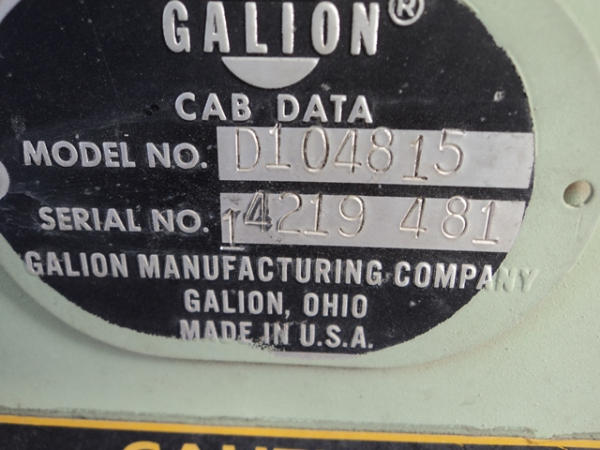 GALION®
CAB DATA
MODEL NO. D104815
SERIAL NO. 14219 481
GALION MANUFACTURING COMPANY
GALION, OHIO
MADE IN U.S.A.